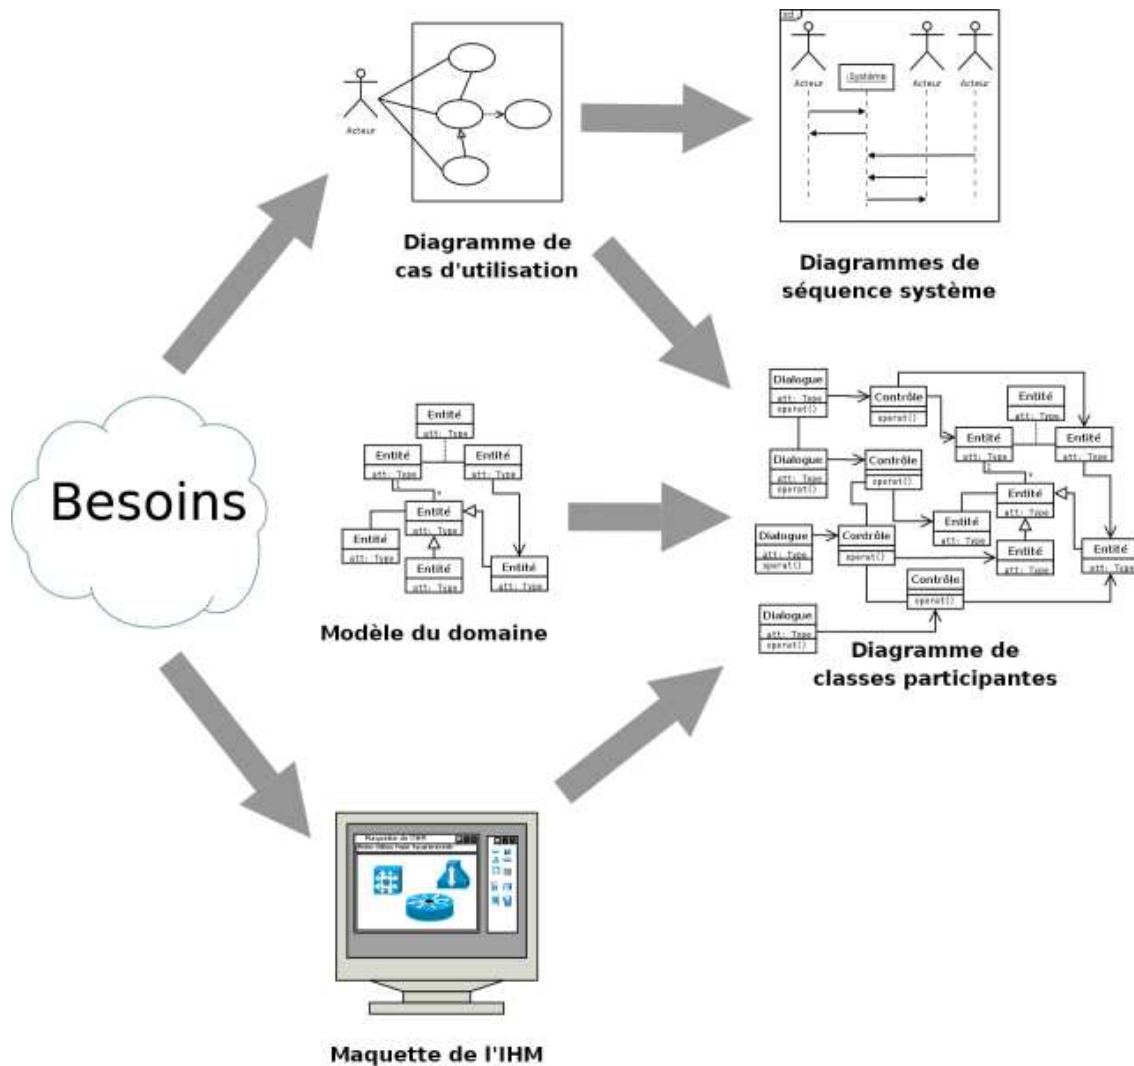 sd
Acteur
:Système
Acteur
Acteur
Acteur
Diagramme de
cas d'utilisation
Diagrammes de
séquence système
Besoins
Entité
att: Type
Entité
att: Type
Entité
att: Type
Entité
att: Type
Entité
att: Type
Entité
att: Type
Entité
att: Type
Modèle du domaine
Dialogue
att: Type
operat()
Contrôle
operat()
Entité
att: Type
Entité
att: Type
Entité
att: Type
Dialogue
att: Type
operat()
Contrôle
operat()
Entité
att: Type
Entité
att: Type
Dialogue
att: Type
operat()
Contrôle
operat()
Entité
att: Type
Entité
att: Type
Contrôle
operat()
Dialogue
att: Type
operat()
Diagramme de
classes participantes
Maquette de l'IHM
Maquette de l'IHM